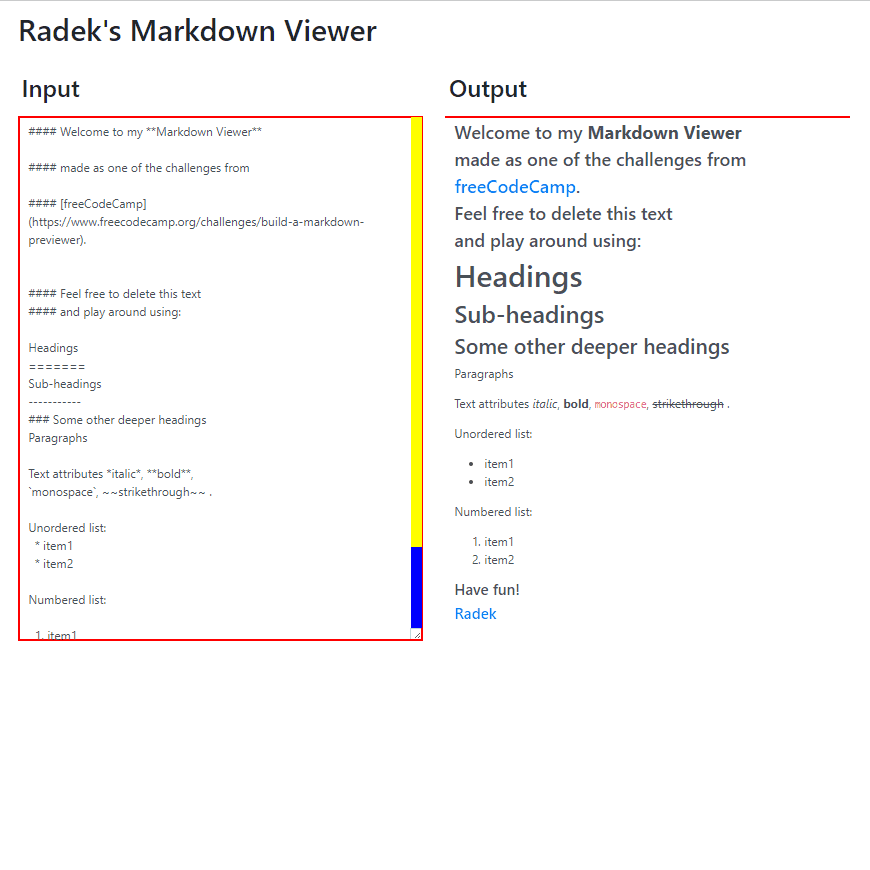 Radek's Markdown Viewer
Input
#### Welcome to my **Markdown Viewer**
#### made as one of the challenges from
#### [freeCodeCamp]
(https://www.freecodecamp.org/challenges/build-a-markdown-
previewer).
#### Feel free to delete this text
#### and play around using:
Headings
=======
Sub-headings
-----------
### Some other deeper headings
Paragraphs
Text attributes *italic*, **bold**,
`monospace`, ~~strikethrough~~ .
Unordered list:
* item1
* item2
Numbered list:
1. item1
Output
Welcome to my Markdown Viewer
made as one of the challenges from
freeCodeCamp.
Feel free to delete this text
and play around using:
Headings
Sub-headings
Some other deeper headings
Paragraphs
Text attributes italic, bold, monospace, strikethrough .
Unordered list:
• item1
• item2
Numbered list:
1. item1
2. item2
Have fun!
Radek